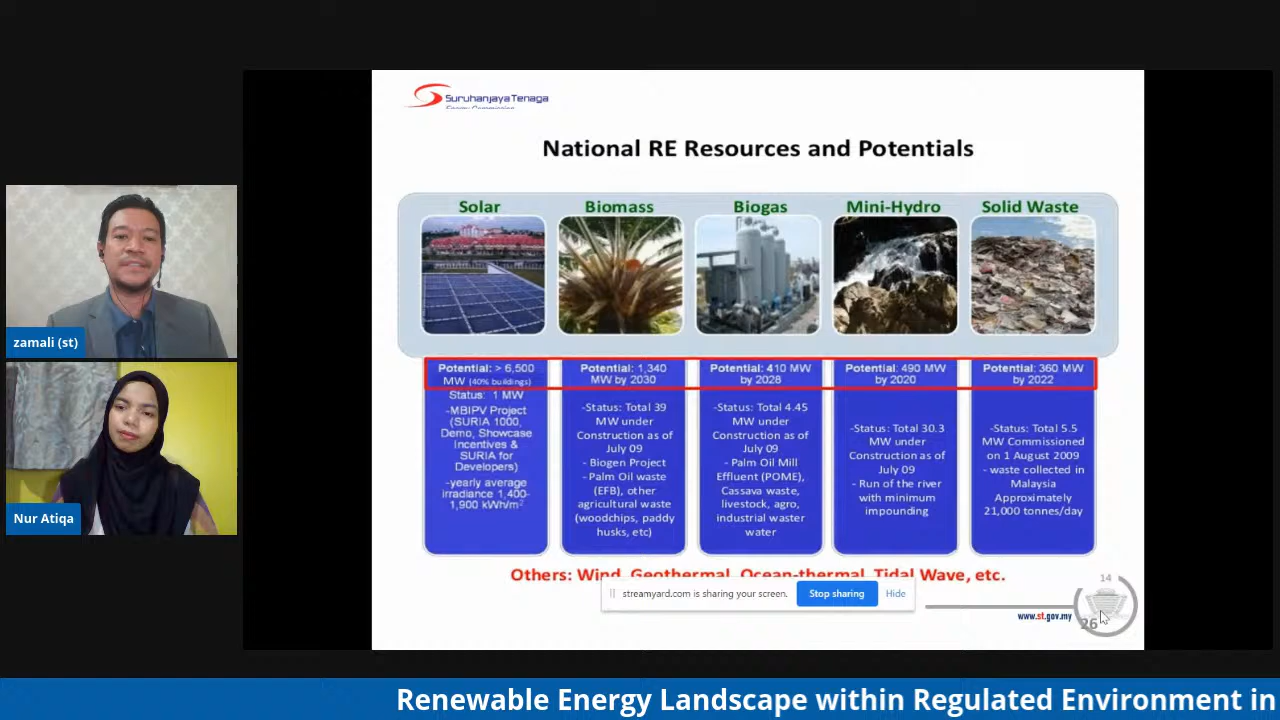 Suruhanjaya Tenaga
Energy Commission
National RE Resources and Potentials
Solar
Biomass
Biogas
Mini-Hydro
Solid Waste
Potential: > 6,500
MW (40% buildings)
Status: 1 MW
-MBIPV Project
(SURIA 1000,
Demo, Showcase
Incentives &
SURIA for
Developers)
-yearly average
irradiance 1,400-
1,900 kWh/m²
Potential: 1,340
MW by 2030
-Status: Total 39
MW under
Construction as of
July 09
- Biogen Project
- Palm Oil waste
(EFB), other
agricultural waste
(woodchips, paddy
husks, etc)
Potential: 410 MW
by 2028
-Status: Total 4.45
MW under
Construction as of
July 09
- Palm Oil Mill
Effluent (POME),
Cassava waste,
livestock, agro,
industrial waster
water
Potential: 490 MW
by 2020
-Status: Total 30.3
MW under
Construction as of
July 09
- Run of the river
with minimum
impounding
Potential: 360 MW
by 2022
-Status: Total 5.5
MW Commissioned
on 1 August 2009
- waste collected in
Malaysia
Approximately
21,000 tonnes/day
Others: Wind, Geothermal, Ocean-thermal, Tidal Wave, etc.
streamyard.com is sharing your screen.
Stop sharing
Hide
www.st.gov.my
14
26
zamali (st)
Nur Atiqa
Renewable Energy Landscape within Regulated Environment in